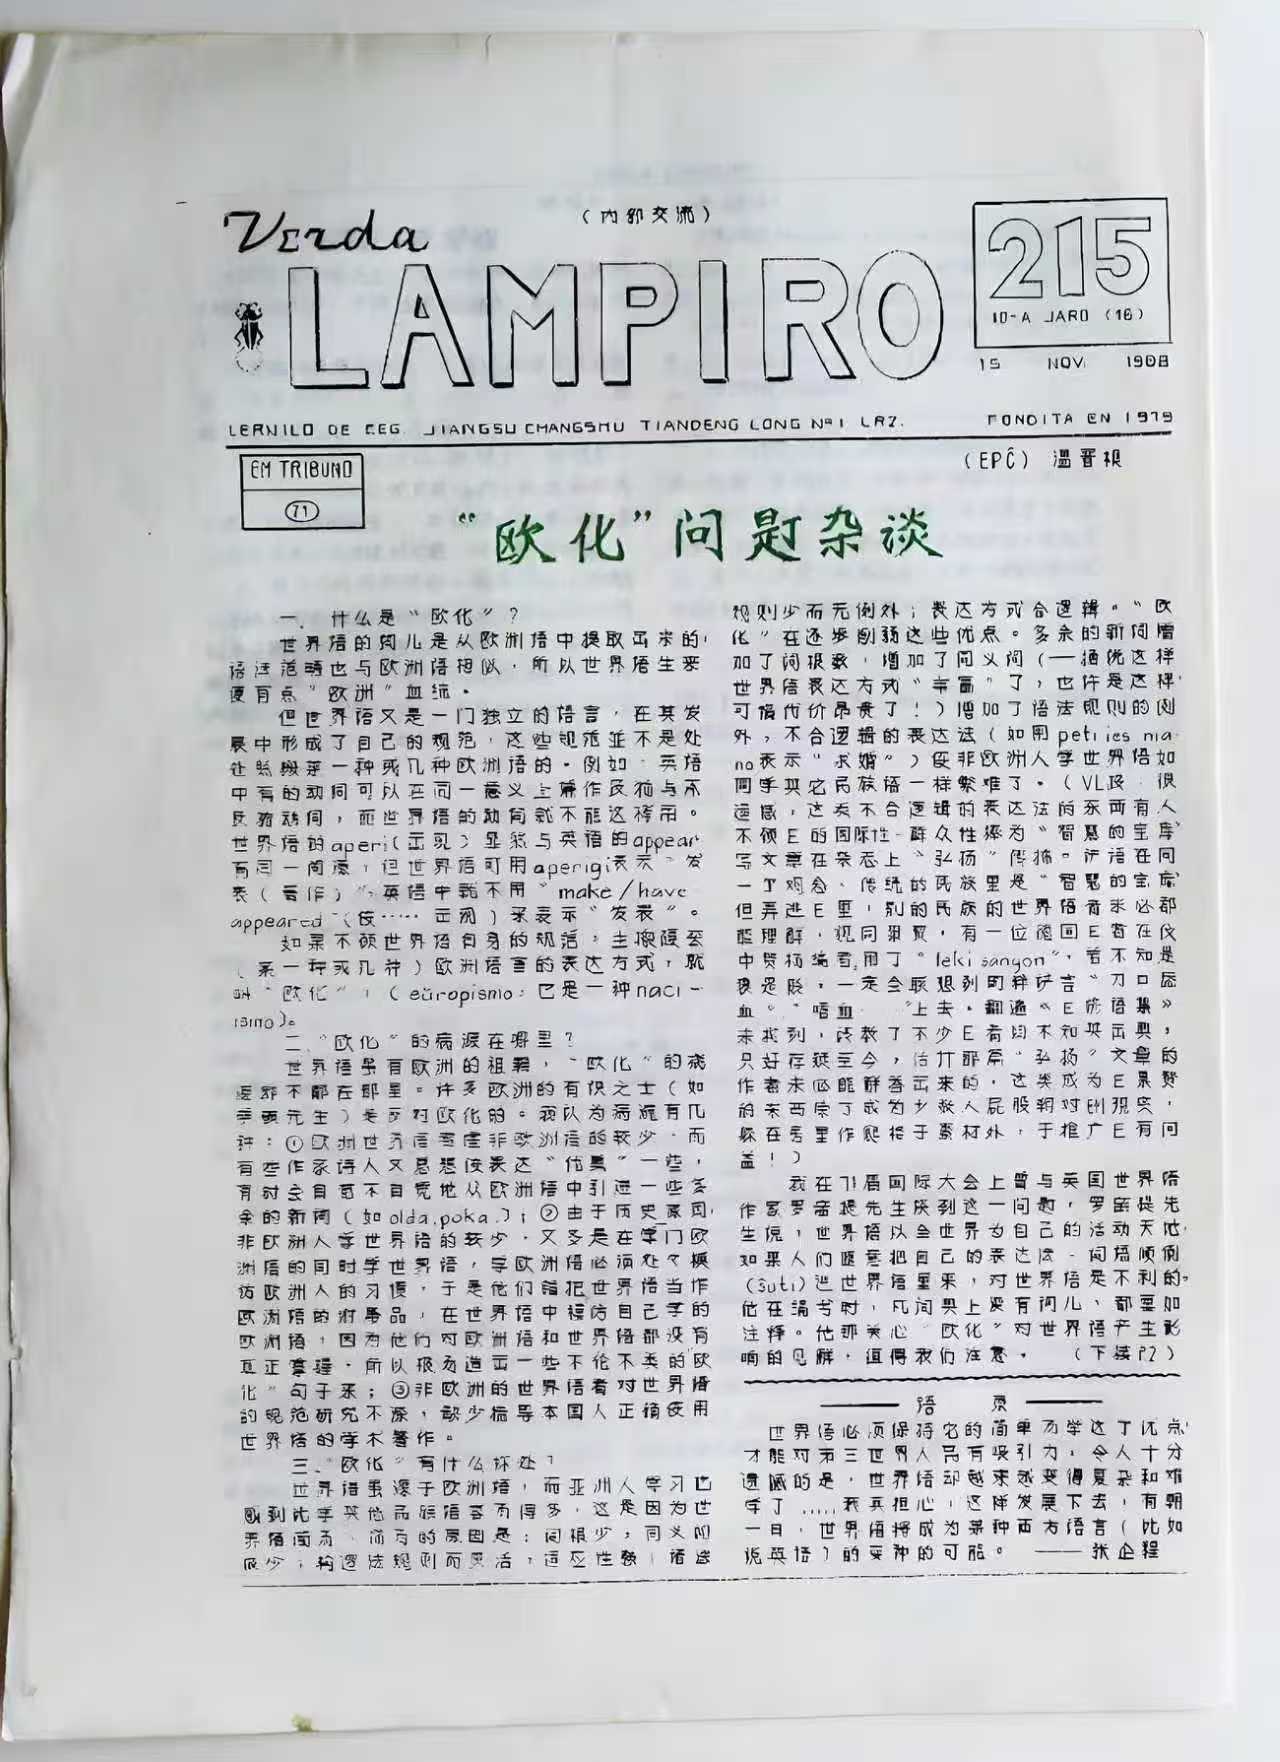 Verda
（内部交流）
LAMPIRO
215
10-A JARO (16)
15 NOV. 1988
LERNILO DE EEG. JIANGSU CHANGSHU TIANDENG LONG Nº1 LRZ.
FONDITA EN 1979
EM TRIBUNO
71
（EPĈ） 温晋根
“欧化”问题杂谈
一、什么是“欧化”？
世界语的词儿是从欧洲语中提取出来的，
语法范畴也与欧洲语相似，所以世界语生来
便有点“欧洲”血统。
但世界语又是一门独立的语言，在其发
展中形成了自己的规范，这些规范並不是处
处照搬某一种或几种欧洲语的。例如，英语
中有的动词可以在同一意义上兼作及物与不
及物动词，而世界语的动词就不能这样用。
世界语的aperi（出现）显然与英语的appear
有同一词源，但世界语可用aperigi表示“发
表（著作）”，英语中就不用“make/have
appeared”（使……出现）来表示“发表”。
如果不顾世界语自身的规范，生搬硬套
（某一种或几种）欧洲语言的表达方式，就
叫“欧化”，（eŭropismo，它是一种naci-
ismo）。
二、“欧化”的病源在哪里？
世界语虽有欧洲的祖籍，“欧化”的病
源都不都在那里。许多欧洲的有识之士（如
先生）是反对欧化的。我认为病源有几
种：①欧洲世界语者虑非欧洲语的较少，而
有些作家诗人又总想使表达“优美”一些，
有时会自觉不自觉地从欧洲语中引进一些多
余的新词（如olda,poka.）；②由于历史原因，
非欧洲人学世界语的较少，又多是在学门欧
洲语的同时学世界语，学欧洲语必须处处模
仿欧洲人的习惯，于是他们错把世界语当作
欧洲语的附属品，在世界语中模仿自己学的
欧洲语，因为他们对欧洲语和世界语都没有
真正掌握，所以极易造出一些不伦不类的欧
化”句子来；③非欧洲的世界语者对世界语
的规范研究不深，缺少指导本国人正确使用
世界语的学术著作。
三、“欧化”有什么坏处？
世界语虽源于欧洲语，而亚洲人学习也
感到比学其他民族语容易得多，这是因为世
界语简易、简易的原因是：词根少，同义词
很少；构造法规则而灵活，适应性强；语法
规则少而无例外；表达方式合逻辑。“欧
化”在逐步削弱这些优点。多余的新词增
加了词根数，增加了同义词（一插优这样
世界语表达方式“丰富”了，也许是这样，
可惜代价昂贵了！）增加了语法规则的例
外，不合逻辑的表达法（如用peti ies ma-
no表示“求婚”）使非欧洲人学世界语如
同学其它民族语一样繁难了。（VL按：很
遗憾，这类不合逻辑的表达法的东西有人
不顾E的国际性、群众性捧为“智慧的宝库”
写文章在杂志上“弘扬”传播。俗语在同
一个观念、传统的民族里是“智慧的宝库”
但弄进E里，别的民族的世界语者未必都
能理解，视同累赘，有一位德国E者在伐
中贸扬编者用了“leki sangon”，若不知是
褒是贬，一定会联想到时髦谚言“刀口舔
血”、“喋血 ”上去，翻遍《E成语集》
未找到，请教了不少E者均不知其出典，
只好存疑至今，估计那篇“弘扬”文章的
作者未必能解答出来的，这类成为E累赘
的东西除了成为少数人屁股朝对E现实，
躲在房里作爬格子素材外，于推广E有何
益！）
我在71届国际大会上曾与英国世界语
作家罗塞提先生谈到这一问题，罗塞提先
生说，世界语以全世界为自己的活动天地，
如果人们随意把自己的表达法、词语倾倒
（ŝuti）进世界语里来，对世界语是不利的。
他在编书时，凡词典上没有词儿、都要加
注释。他那关心“欧化”对世界语产生影
响的见解，值得我们注意。 （下接P2）
语 录
世界语必须保持它的简单易学这个优点，
才能对第三世界人民有吸引力，令人十分
遗憾的是，世界语却越来越变得复杂和难
学了……我真担心，这样发展下去，有朝
一日，世界语将成为某种西方语言（比如
说英语）的变种的可能。 ——张企程